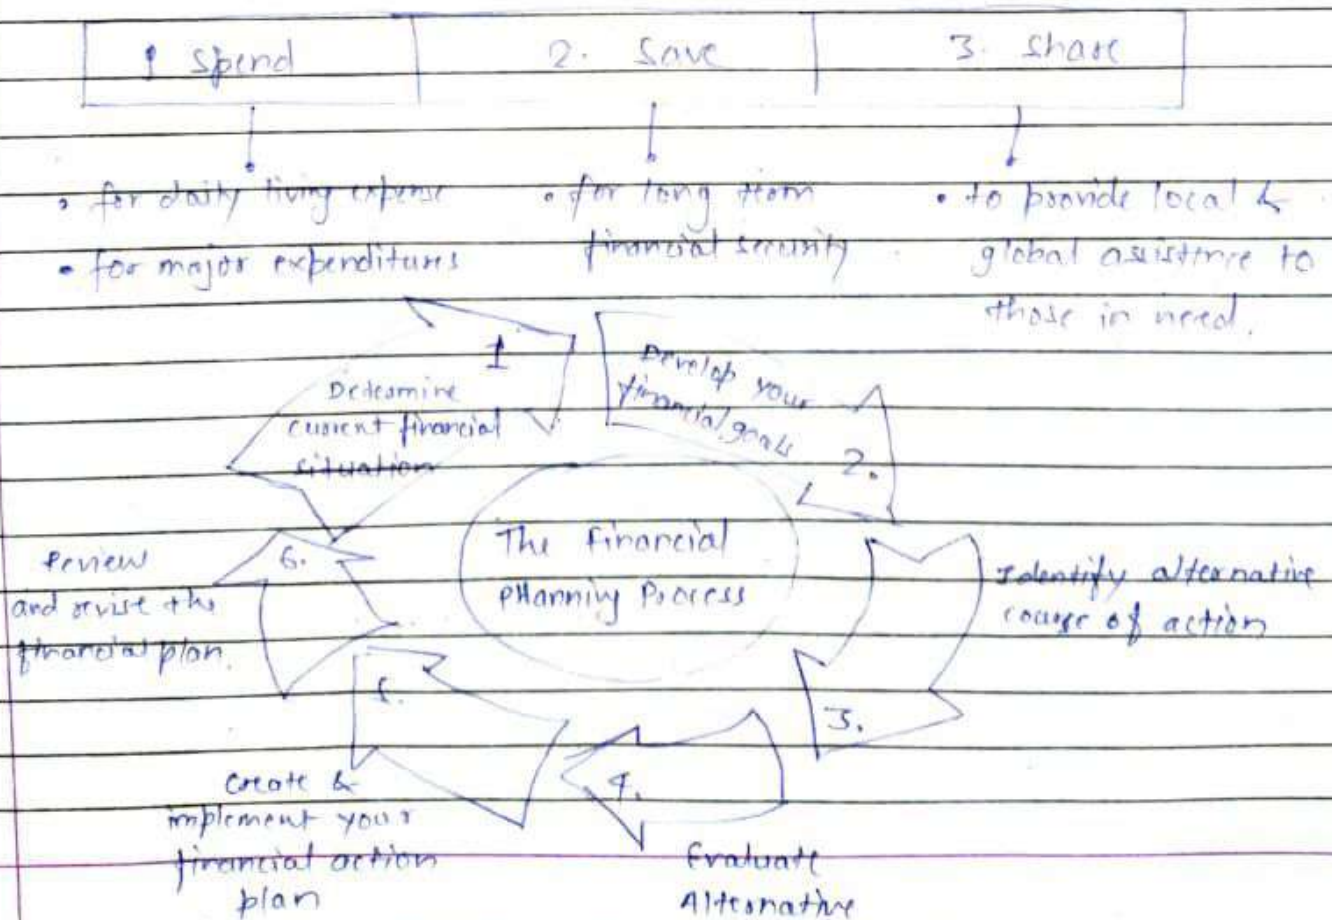 1 Spend
2. Save
3. Share
• for daily living expense
• for major expenditures
• for long term
financial security
• to provide local &
global assistence to
those in need.
1
Determine
current financial
situation
Develop your
financial goals
2.
The Financial
Planning Process
Identify alternative
course of action
3.
4.
Evaluate
Alternative
5.
Create &
implement your
financial action
plan
6.
Review
and revise the
financial plan.